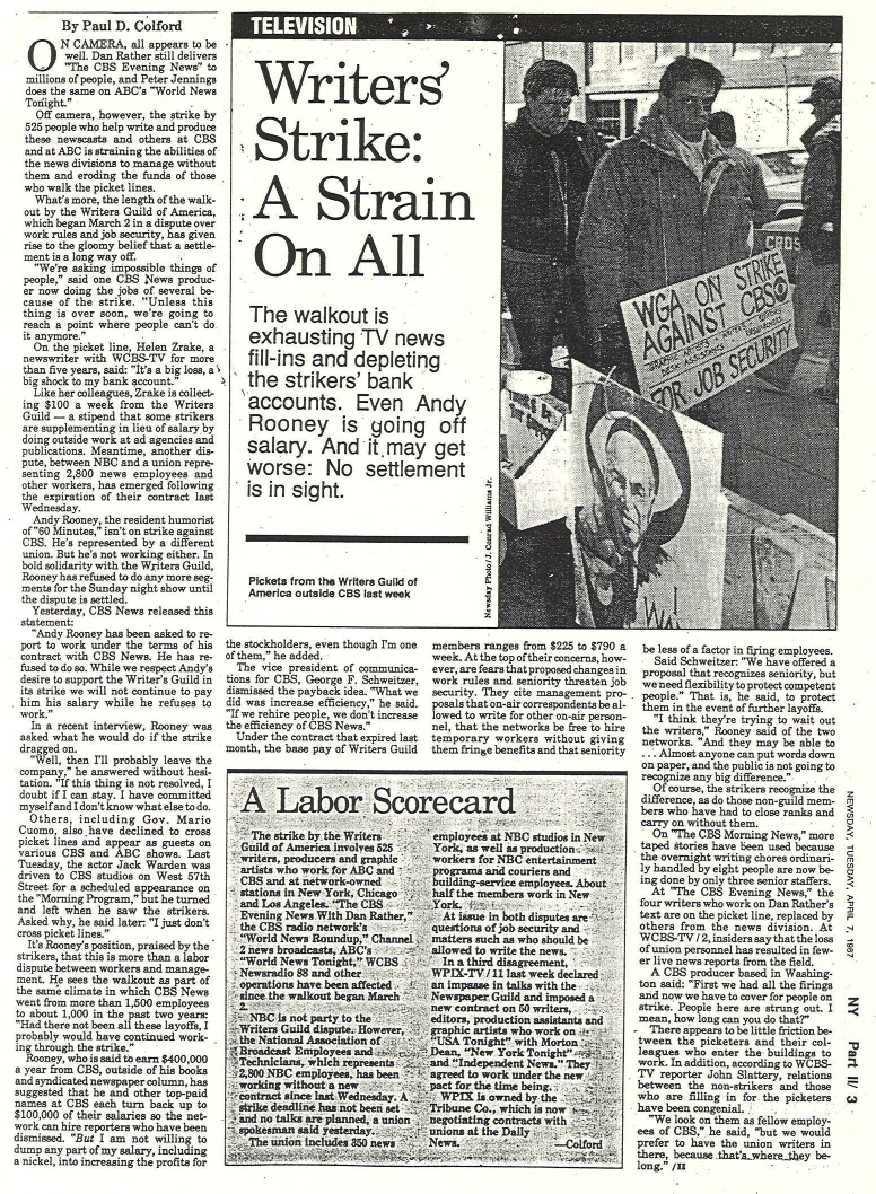 By Paul D. Colford
ON CAMERA, all appears to be
well. Dan Rather still delivers
"The CBS Evening News" to
millions of people, and Peter Jennings
does the same on ABC's "World News
Tonight."
Off camera, however, the strike by
525 people who help write and produce
these newscasts and others at CBS
and at ABC is straining the abilities of
the news divisions to manage without
them and eroding the funds of those
who walk the picket lines.
What's more, the length of the walk-
out by the Writers Guild of America,
which began March 2 in a dispute over
work rules and job security, has given
rise to the gloomy belief that a settle-
ment is a long way off.
"We're asking impossible things of
people," said one CBS News produc-
er now doing the jobs of several be-
cause of the strike. "Unless this
thing is over soon, we're going to
reach a point where people can't do
it anymore."
On the picket line, Helen Zrake, a
newswriter with WCBS-TV for more
than five years, said: "It's a big loss, a
big shock to my bank account."
Like her colleagues, Zrake is collect-
ing $100 a week from the Writers
Guild — a stipend that some strikers
are supplementing in lieu of salary by
doing outside work at ad agencies and
publications. Meantime, another dis-
pute, between NBC and a union repre-
senting 2,800 news employees and
other workers, has emerged following
the expiration of their contract last
Wednesday.
Andy Rooney, the resident humorist
of "60 Minutes," isn't on strike against
CBS. He's represented by a different
union. But he's not working either. In
bold solidarity with the Writers Guild,
Rooney has refused to do any more seg-
ments for the Sunday night show until
the dispute is settled.
Yesterday, CBS News released this
statement:
"Andy Rooney has been asked to re-
port to work under the terms of his
contract with CBS News. He has re-
fused to do so. While we respect Andy's
desire to support the Writer's Guild in
its strike we will not continue to pay
him his salary while he refuses to
work."
In a recent interview, Rooney was
asked what he would do if the strike
dragged on.
"Well, then I'll probably leave the
company," he answered without hesi-
tation. "If this thing is not resolved, I
doubt if I can stay. I have committed
myself and I don't know what else to do.
Others, including Gov. Mario
Cuomo, also have declined to cross
picket lines and appear as guests on
various CBS and ABC shows. Last
Tuesday, the actor Jack Warden was
driven to CBS studios on West 57th
Street for a scheduled appearance on
the "Morning Program," but he turned
and left when he saw the strikers.
Asked why, he said later: "I just don't
cross picket lines."
It's Rooney's position, praised by the
strikers, that this is more than a labor
dispute between workers and manage-
ment. He sees the walkout as part of
the same climate in which CBS News
went from more than 1,500 employees
to about 1,000 in the past two years:
"Had there not been all these layoffs, I
probably would have continued work-
ing through the strike."
Rooney, who is said to earn $400,000
a year from CBS, outside of his books
and syndicated newspaper column, has
suggested that he and other top-paid
names at CBS each turn back up to
$100,000 of their salaries so the net-
work can hire reporters who have been
dismissed. "But I am not willing to
dump any part of my salary, including
a nickel, into increasing the profits for
TELEVISION
Writers'
Strike:
A Strain
On All
The walkout is
exhausting TV news
fill-ins and depleting
the strikers' bank
accounts. Even Andy
Rooney is going off
salary. And it may get
worse: No settlement
is in sight.
Pickets from the Writers Guild of
America outside CBS last week
Newsday Photo / J. Conrad Williams Jr.
WGA ON STRIKE
AGAINST CBS
FOR JOB SECURITY
CBS
I WANT
the stockholders, even though I'm one
of them," he added.
The vice president of communica-
tions for CBS, George F. Schweitzer,
dismissed the payback idea. "What we
did was increase efficiency," he said.
"If we rehire people, we don't increase
the efficiency of CBS News."
Under the contract that expired last
month, the base pay of Writers Guild
members ranges from $225 to $790 a
week. At the top of their concerns, how-
ever, are fears that proposed changes in
work rules and seniority threaten job
security. They cite management pro-
posals that on-air correspondents be al-
lowed to write for other on-air person-
nel, that the networks be free to hire
temporary workers without giving
them fringe benefits and that seniority
be less of a factor in firing employees.
Said Schweitzer: "We have offered a
proposal that recognizes seniority, but
we need flexibility to protect competent
people." That is, he said, to protect
them in the event of further layoffs.
"I think they're trying to wait out
the writers," Rooney said of the two
networks. "And they may be able to
. . . Almost anyone can put words down
on paper, and the public is not going to
recognize any big difference."
Of course, the strikers recognize the
difference, as do those non-guild mem-
bers who have had to close ranks and
carry on without them.
On "The CBS Morning News," more
taped stories have been used because
the overnight writing chores ordinari-
ly handled by eight people are now be-
ing done by only three senior staffers.
At "The CBS Evening News," the
four writers who work on Dan Rather's
text are on the picket line, replaced by
others from the news division. At
WCBS-TV / 2, insiders say that the loss
of union personnel has resulted in few-
er live news reports from the field.
A CBS producer based in Washing-
ton said: "First we had all the firings
and now we have to cover for people on
strike. People here are strung out. I
mean, how long can you do that?"
There appears to be little friction be-
tween the picketers and their col-
leagues who enter the buildings to
work. In addition, according to WCBS-
TV reporter John Slattery, relations
between the non-strikers and those
who are filling in for the picketers
have been congenial.
"We look on them as fellow employ-
ees of CBS," he said, "but we would
prefer to have the union writers in
there, because that's where they be-
long." /II
A Labor Scorecard
The strike by the Writers
Guild of America involves 525
writers, producers and graphic
artists who work for ABC and
CBS and at network-owned
stations in New York, Chicago
and Los Angeles. "The CBS
Evening News With Dan Rather,"
the CBS radio network's
"World News Roundup," Channel
2 news broadcasts, ABC's
"World News Tonight," WCBS
Newsradio 88 and other
operations have been affected
since the walkout began March
2.
NBC is not party to the
Writers Guild dispute. However,
the National Association of
Broadcast Employees and
Technicians, which represents
2,800 NBC employees, has been
working without a new
contract since last Wednesday. A
strike deadline has not been set
and no talks are planned, a union
spokesman said yesterday.
The union includes 350 news
employees at NBC studios in New
York, as well as production
workers for NBC entertainment
programs and couriers and
building-service employees. About
half the members work in New
York.
At issue in both disputes are
questions of job security and
matters such as who should be
allowed to write the news.
In a third disagreement,
WPIX-TV / 11 last week declared
an impasse in talks with the
Newspaper Guild and imposed a
new contract on 50 writers,
editors, production assistants and
graphic artists who work on
"USA Tonight" with Morton
Dean, "New York Tonight"
and "Independent News." They
agreed to work under the new
pact for the time being.
WPIX is owned by the
Tribune Co., which is now
negotiating contracts with
unions at the Daily
News. —Colford
NEWSDAY, TUESDAY, APRIL 7, 1987 NY Part II / 3